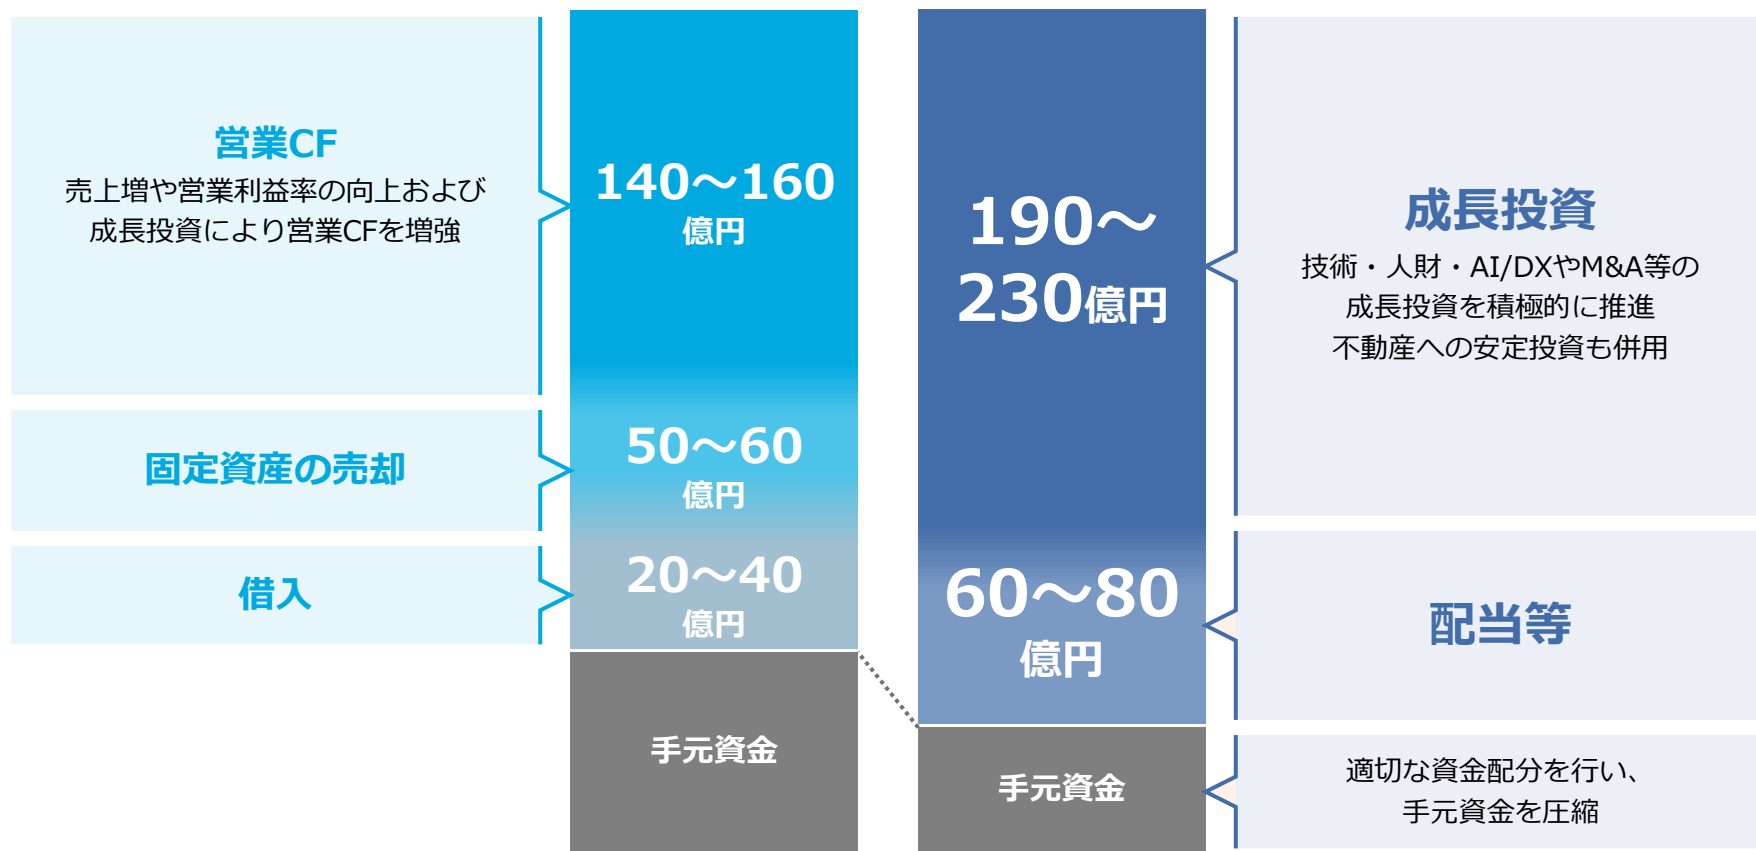 営業CF
売上増や営業利益率の向上および
成長投資により営業CFを増強
固定資産の売却
借入
140～160
億円
50～60
億円
20～40
億円
手元資金
190～
230億円
60～80
億円
手元資金
成長投資
技術・人財・AI/DXやM&A等の
成長投資を積極的に推進
不動産への安定投資も併用
配当等
適切な資金配分を行い、
手元資金を圧縮